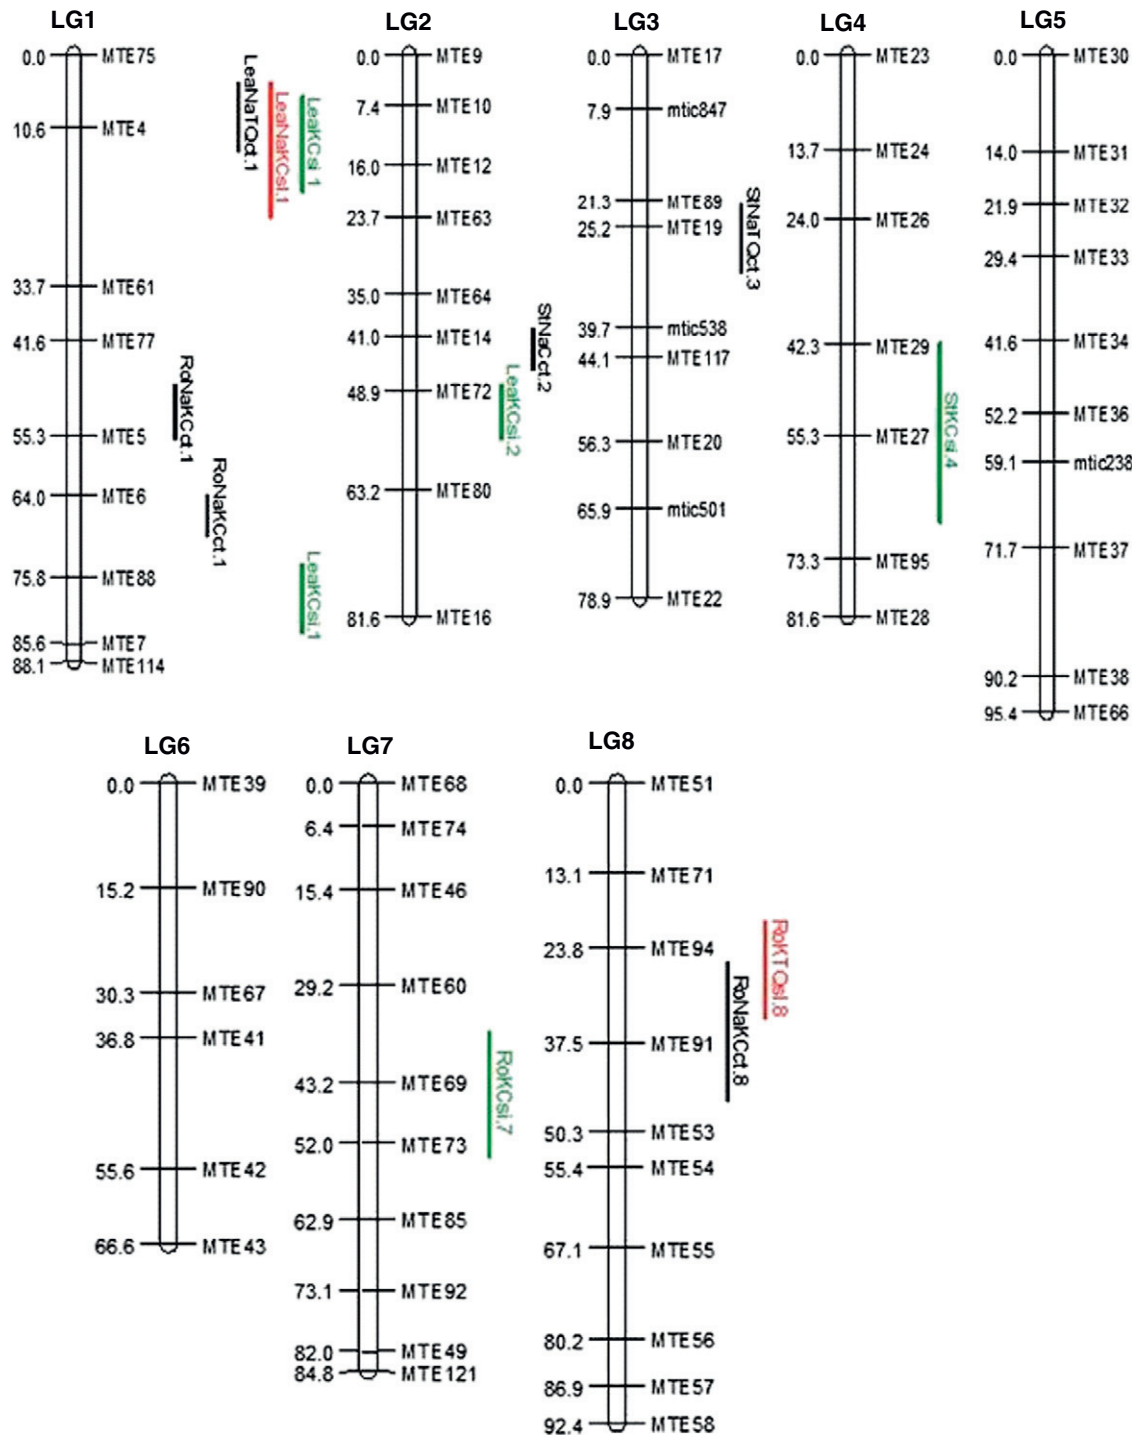 LG1
0.0 MTE75
10.6 MTE4
33.7 MTE61
41.6 MTE77
55.3 MTE5
64.0 MTE6
75.8 MTE88
85.6 MTE7
88.1 MTE114
RoNaKCct.1
RoNaKCct.1
LeaNaTQct.1
LeaNaKCsl.1
LeaKCsi.1
LeaKCsi.1
LG2
0.0 MTE9
7.4 MTE10
16.0 MTE12
23.7 MTE63
35.0 MTE64
41.0 MTE14
48.9 MTE72
63.2 MTE80
81.6 MTE16
LeaKCsi.2
StNaCct.2
LG3
0.0 MTE17
7.9 mtic847
21.3 MTE89
25.2 MTE19
39.7 mtic538
44.1 MTE117
56.3 MTE20
65.9 mtic501
78.9 MTE22
StNaTQct.3
LG4
0.0 MTE23
13.7 MTE24
24.0 MTE26
42.3 MTE29
55.3 MTE27
73.3 MTE95
81.6 MTE28
StKCsi.4
LG5
0.0 MTE30
14.0 MTE31
21.9 MTE32
29.4 MTE33
41.6 MTE34
52.2 MTE36
59.1 mtic238
71.7 MTE37
90.2 MTE38
95.4 MTE66
LG6
0.0 MTE39
15.2 MTE90
30.3 MTE67
36.8 MTE41
55.6 MTE42
66.6 MTE43
LG7
0.0 MTE68
6.4 MTE74
15.4 MTE46
29.2 MTE60
43.2 MTE69
52.0 MTE73
62.9 MTE85
73.1 MTE92
82.0 MTE49
84.8 MTE121
RoKCsi.7
LG8
0.0 MTE51
13.1 MTE71
23.8 MTE94
37.5 MTE91
50.3 MTE53
55.4 MTE54
67.1 MTE55
80.2 MTE56
86.9 MTE57
92.4 MTE58
RoNaKCct.8
RoKTQsl.8